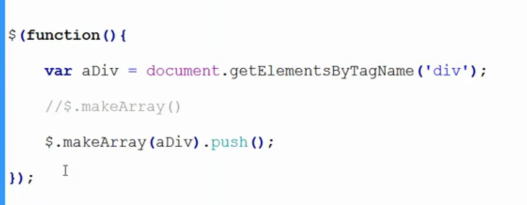 $(function(){
var aDiv = document.getElementsByTagName('div');
//$.makeArray()
$.makeArray(aDiv).push();
});